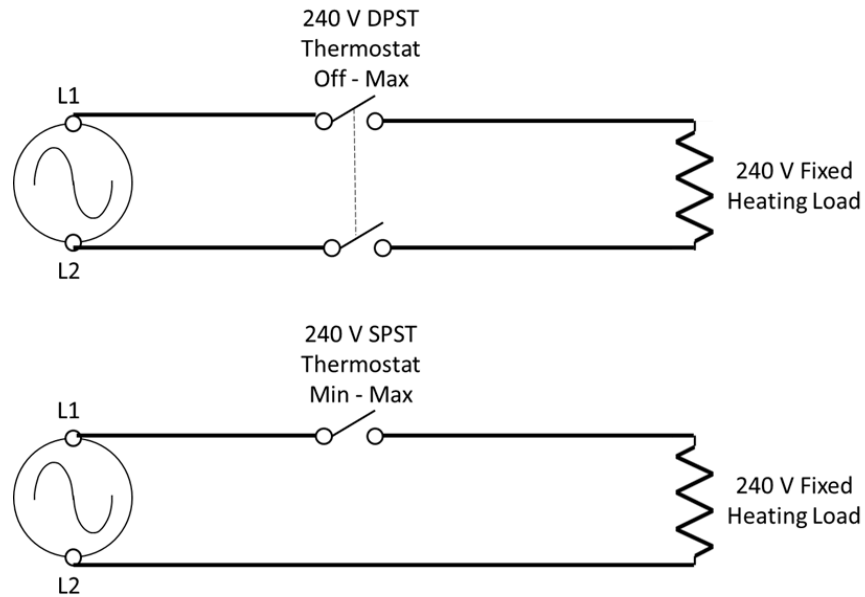 240 V DPST
Thermostat
Off - Max
L1
240 V Fixed
Heating Load
L2
240 V SPST
Thermostat
Min - Max
L1
240 V Fixed
Heating Load
L2